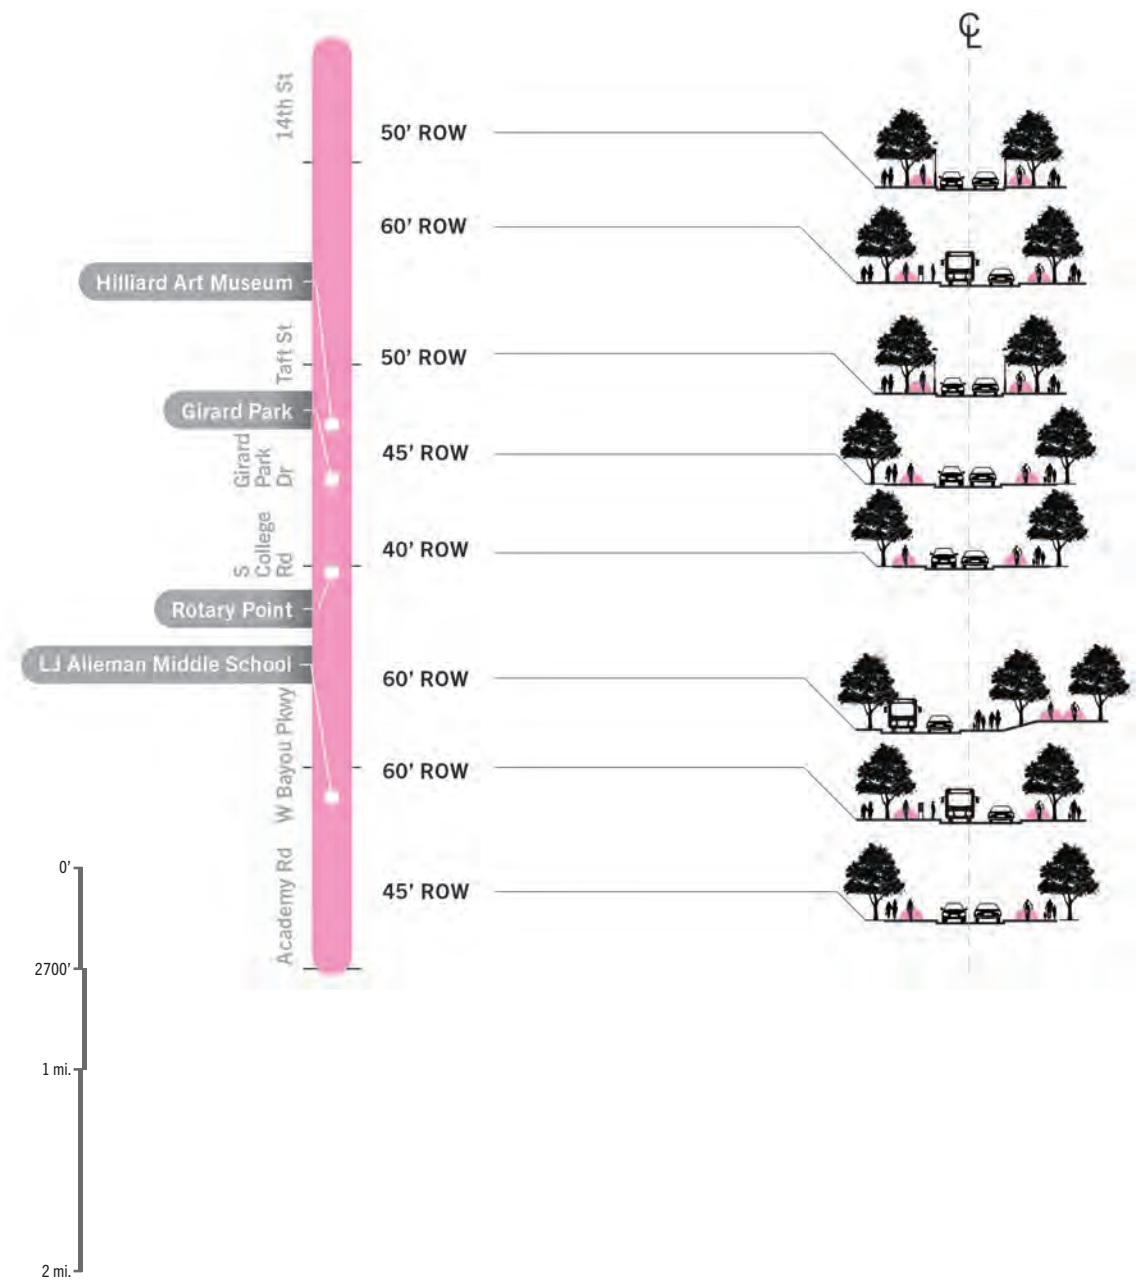 ℄
14th St
50’ ROW
60’ ROW
Hilliard Art Museum
Taft St
50’ ROW
Girard Park
Girard
Park
Dr
45’ ROW
S
College
Rd
40’ ROW
Rotary Point
LJ Alleman Middle School
60’ ROW
W Bayou Pkwy
60’ ROW
Academy Rd
45’ ROW
0’
2700’
1 mi.
2 mi.